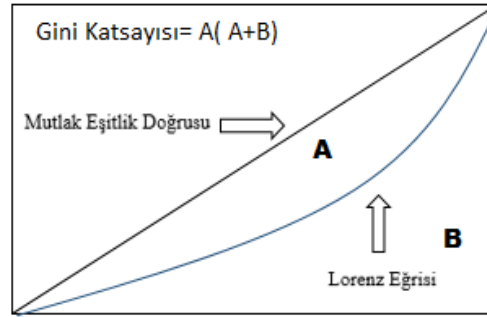 Gini Katsayısı= A( A+B)
Mutlak Eşitlik Doğrusu
A
B
Lorenz Eğrisi